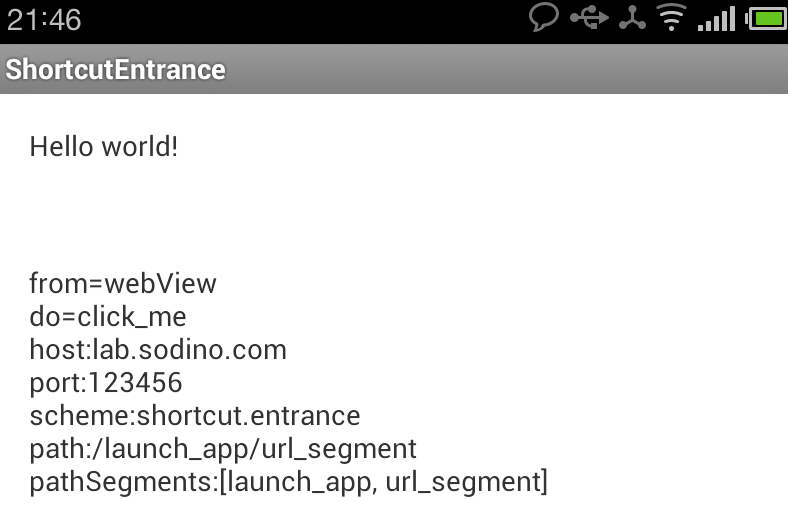 21:46
ShortcutEntrance
Hello world!
from=webView
do=click_me
host:lab.sodino.com
port:123456
scheme:shortcut.entrance
path:/launch_app/url_segment
pathSegments:[launch_app, url_segment]